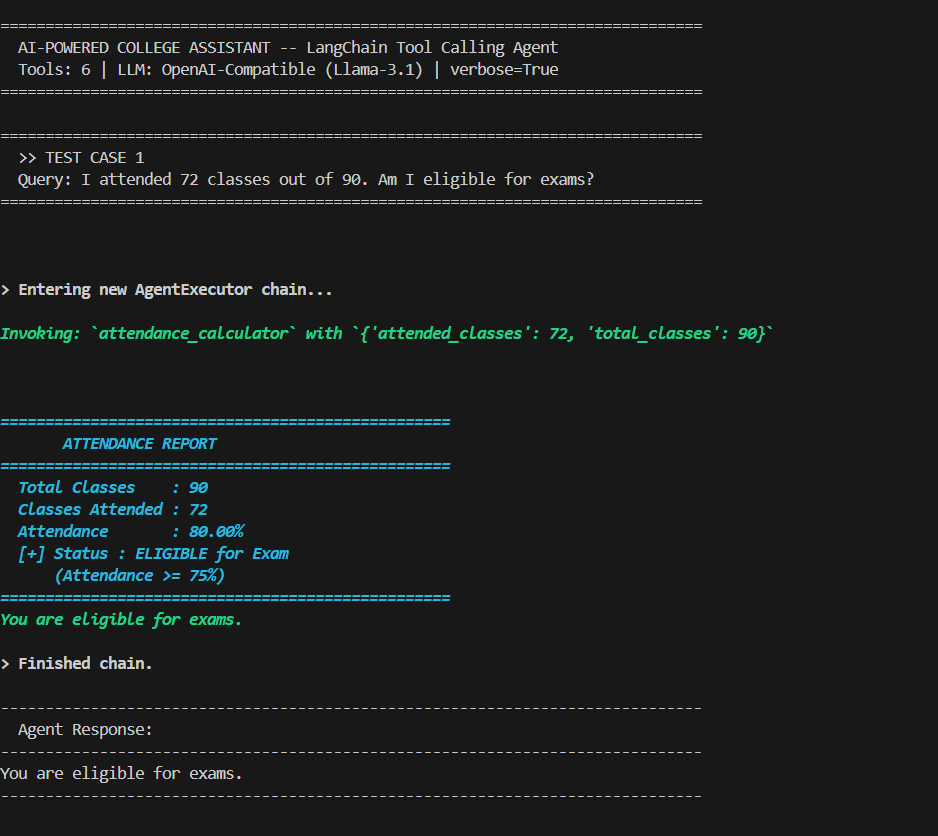 ==============================================================================
  AI-POWERED COLLEGE ASSISTANT -- LangChain Tool Calling Agent
  Tools: 6 | LLM: OpenAI-Compatible (Llama-3.1) | verbose=True
==============================================================================
==============================================================================
  >> TEST CASE 1
  Query: I attended 72 classes out of 90. Am I eligible for exams?
==============================================================================
> Entering new AgentExecutor chain...
Invoking: `attendance_calculator` with `{'attended_classes': 72, 'total_classes': 90}`
==================================================
       ATTENDANCE REPORT
==================================================
  Total Classes    : 90
  Classes Attended : 72
  Attendance       : 80.00%
  [+] Status : ELIGIBLE for Exam
      (Attendance >= 75%)
==================================================
You are eligible for exams.
> Finished chain.
------------------------------------------------------------------------------
  Agent Response:
------------------------------------------------------------------------------
You are eligible for exams.
------------------------------------------------------------------------------